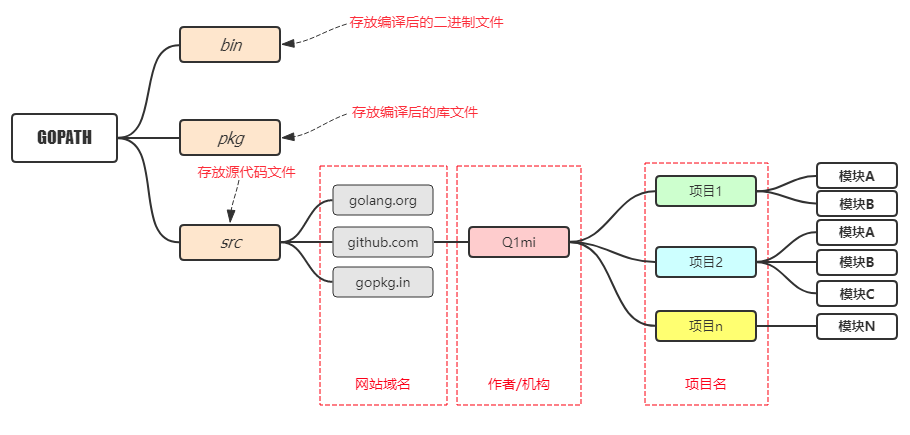 存放编译后的二进制文件
bin
GOPATH
存放编译后的库文件
pkg
存放源代码文件
src
golang.org
github.com
gopkg.in
网站域名
Q1mi
作者/机构
项目1
模块A
模块B
项目2
模块A
模块B
模块C
项目n
模块N
项目名